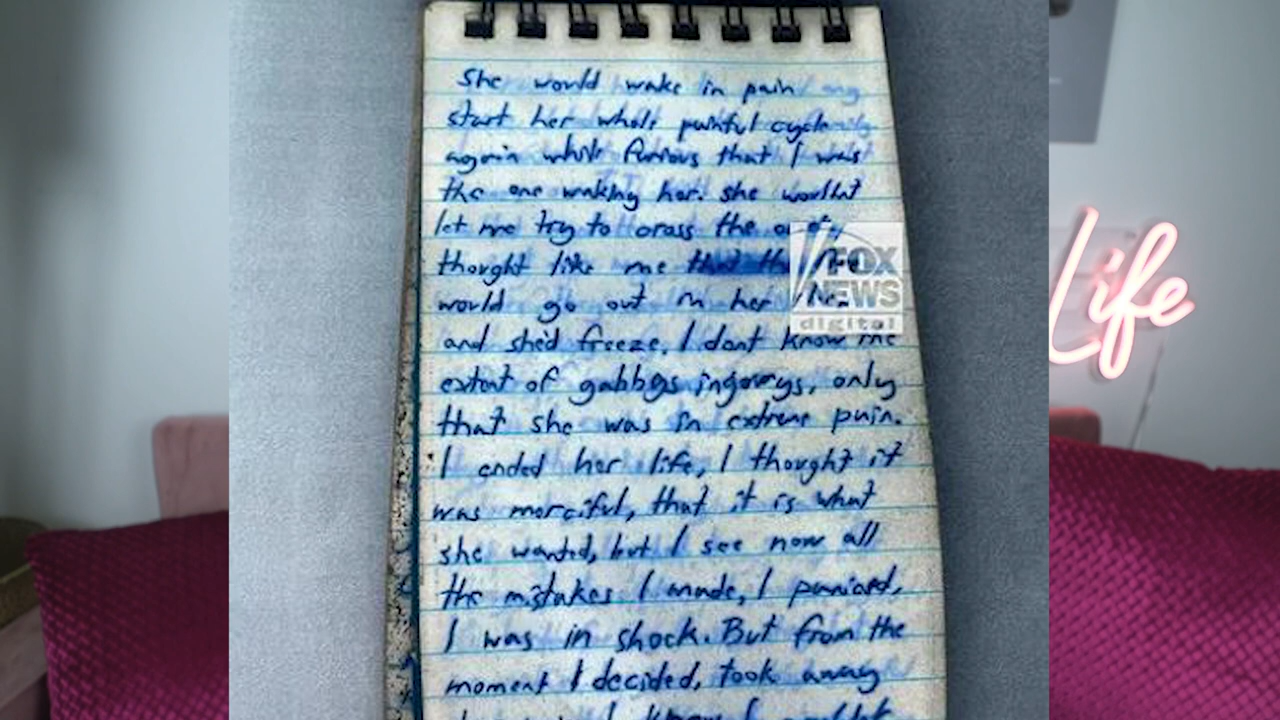 She would wake in pain
start her whole painful cycle
again while furious that I was
the one waking her. she wouldnt
let me try to cross the
thought like me that the
would go out in her
and shed freeze, I dont know the
extent of gabbys ingurys, only
that she was in extreme pain.
I ended her life, I thought it
was merciful, that it is what
she wanted, but I see now all
the mistakes I made, I paniced,
I was in shock. But from the
moment I decided, took away
FOX
NEWS
digital
Life